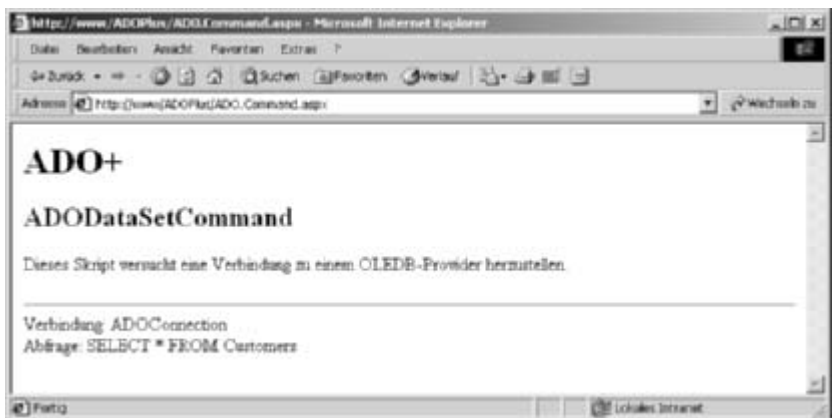 http://www/ADOPlus/ADO.Command.aspx - Microsoft Internet Explorer
Datei Bearbeiten Ansicht Favoriten Extras ?
Zurück Suchen Favoriten Verlauf
Adresse http://www/ADOPlus/ADO.Command.aspx Wechseln zu
ADO+
ADODataSetCommand
Dieses Skript versucht eine Verbindung zu einem OLEDB-Provider herzustellen
Verbindung: ADOConnection
Abfrage: SELECT * FROM Customers
Fertig Lokales Intranet